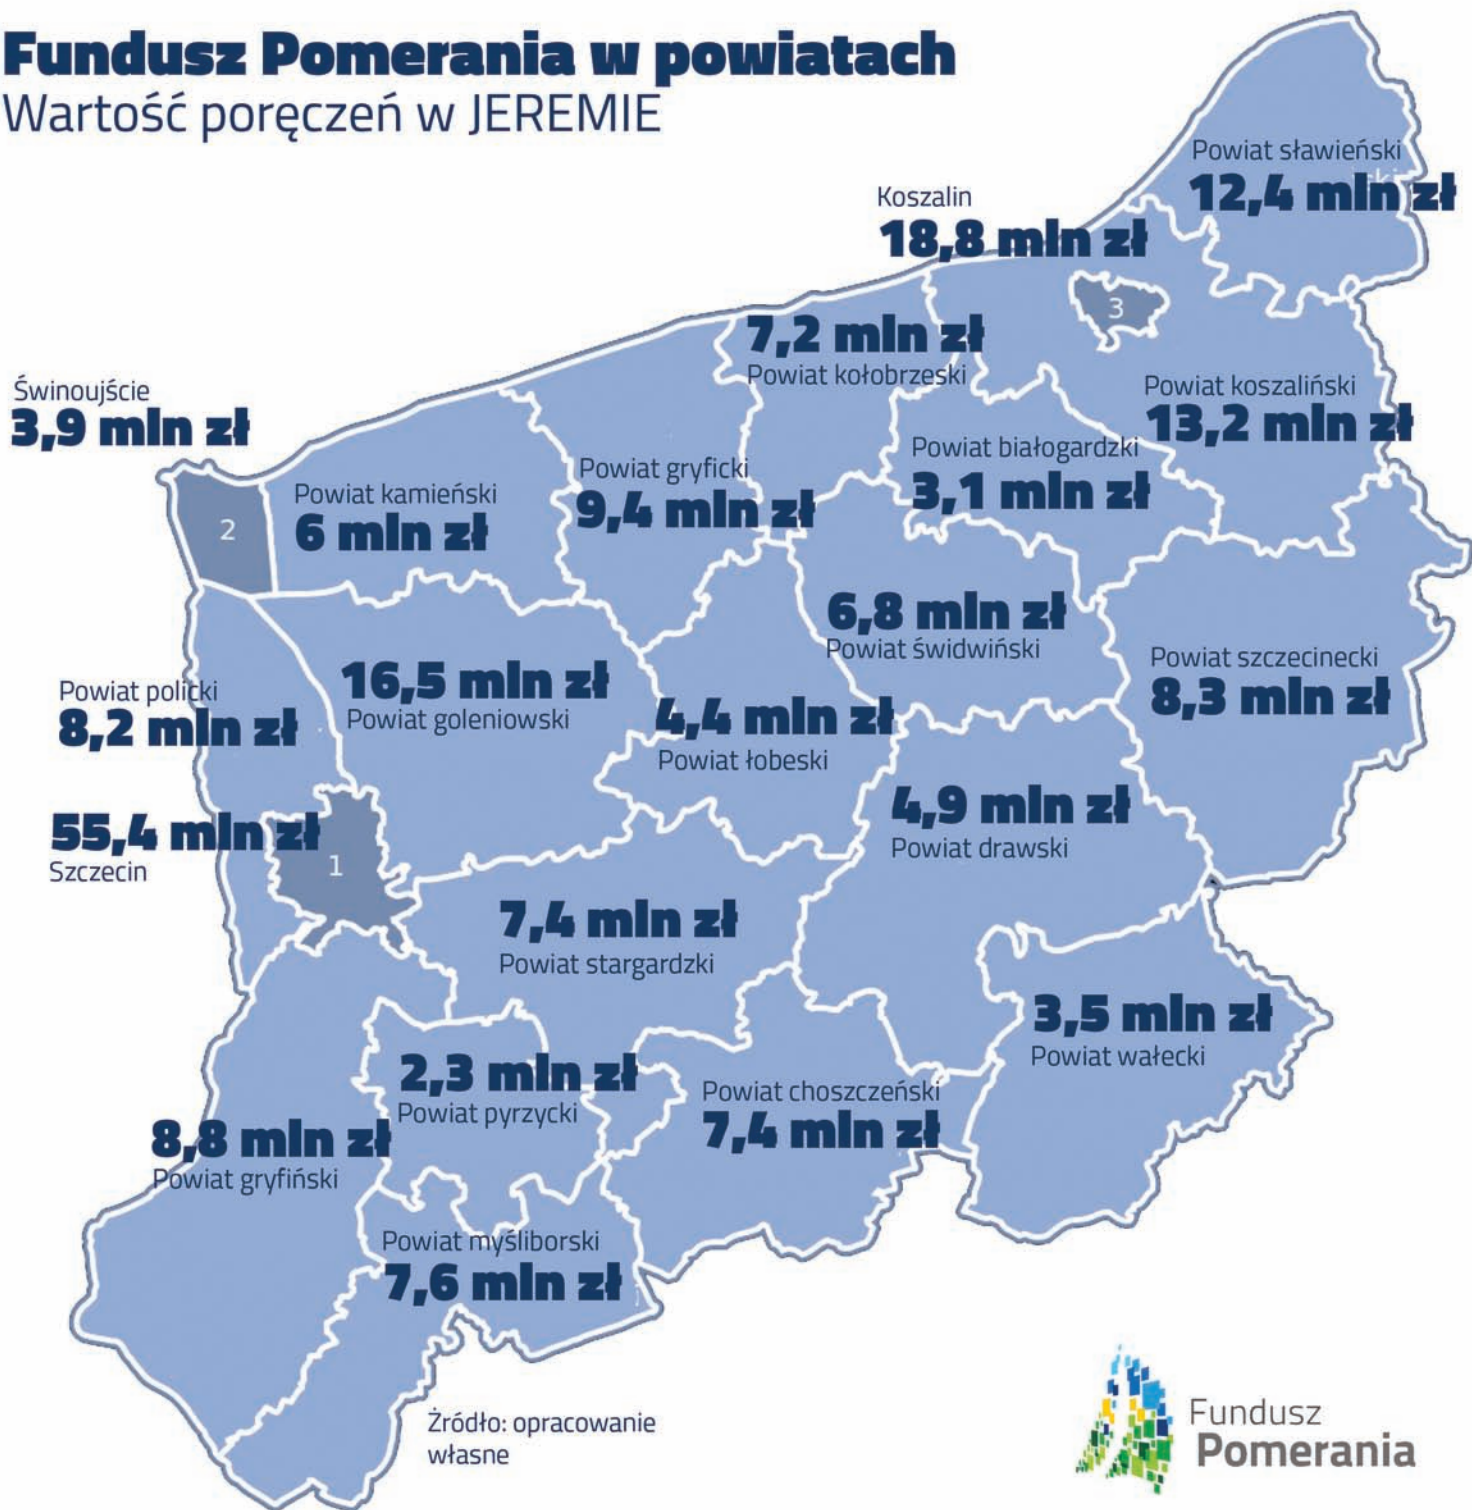 Fundusz Pomerania w powiatach
Wartość poręczeń w JEREMIE
Powiat sławieński
12,4 mln zł
Koszalin
18,8 mln zł
3
7,2 mln zł
Powiat kołobrzeski
Świnoujście
3,9 mln zł
Powiat koszaliński
13,2 mln zł
Powiat białogardzki
3,1 mln zł
Powiat gryficki
9,4 mln zł
Powiat kamieński
6 mln zł
2
6,8 mln zł
Powiat świdwiński
Powiat szczecinecki
8,3 mln zł
16,5 mln zł
Powiat goleniowski
Powiat policki
8,2 mln zł
4,4 mln zł
Powiat łobeski
4,9 mln zł
Powiat drawski
55,4 mln zł
Szczecin
1
7,4 mln zł
Powiat stargardzki
3,5 mln zł
Powiat wałecki
2,3 mln zł
Powiat pyrzycki
Powiat choszczeński
7,4 mln zł
8,8 mln zł
Powiat gryfiński
Powiat myśliborski
7,6 mln zł
Źródło: opracowanie
własne
Fundusz
Pomerania